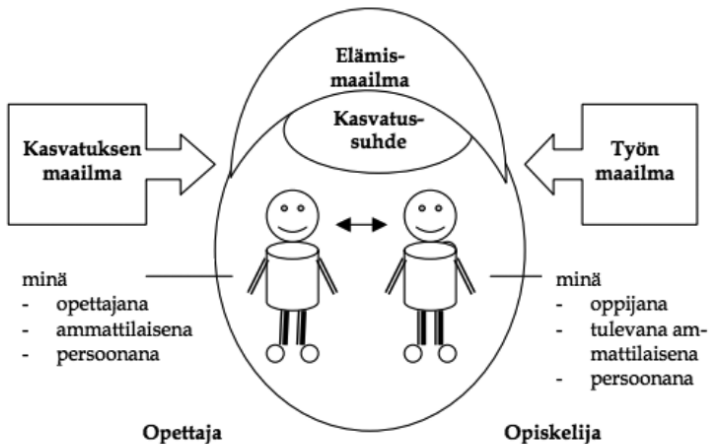 Elämis-
maailma
Kasvatus-
suhde
Kasvatuksen
maailma
Työn
maailma
minä
- opettajana
- ammattilaisena
- persoonana
minä
- oppijana
- tulevana am-
mattilaisena
- persoonana
Opettaja
Opiskelija